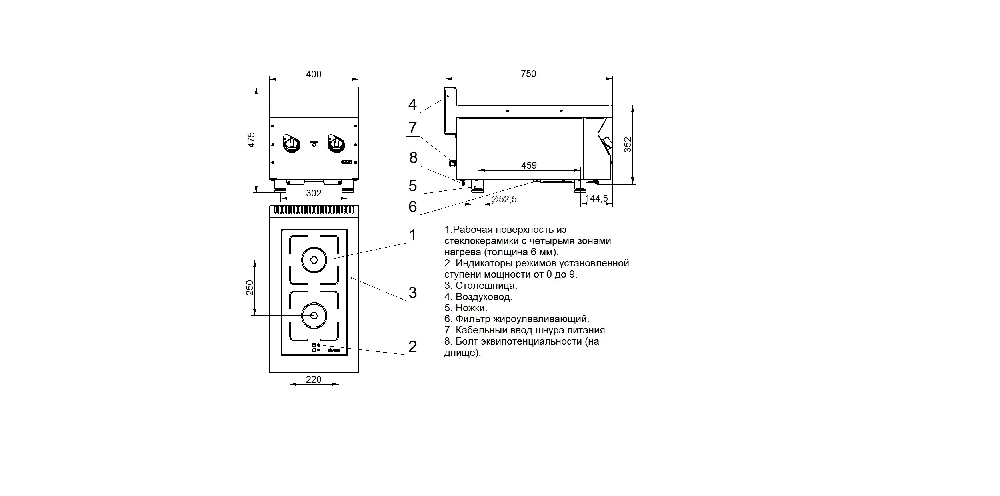 400
750
475
4
7
8
5
6
352
459
302
Ø52,5
144,5
1
3
2
250
220
1.Рабочая поверхность из
стеклокерамики с четырьмя зонами
нагрева (толщина 6 мм).
2. Индикаторы режимов установленной
ступени мощности от 0 до 9.
3. Столешница.
4. Воздуховод.
5. Ножки.
6. Фильтр жироулавливающий.
7. Кабельный ввод шнура питания.
8. Болт эквипотенциальности (на
днище).